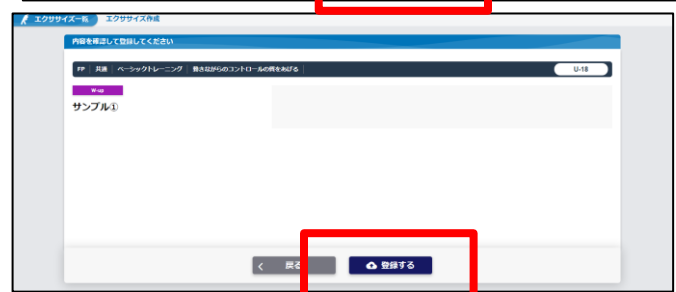 エクササイズ一覧 エクササイズ作成
内容を確認して登録してください
FP 共通 ベーシックトレーニング 動きながらのコントロールの質をあげる U-18
W-up
サンプル①
戻る 登録する